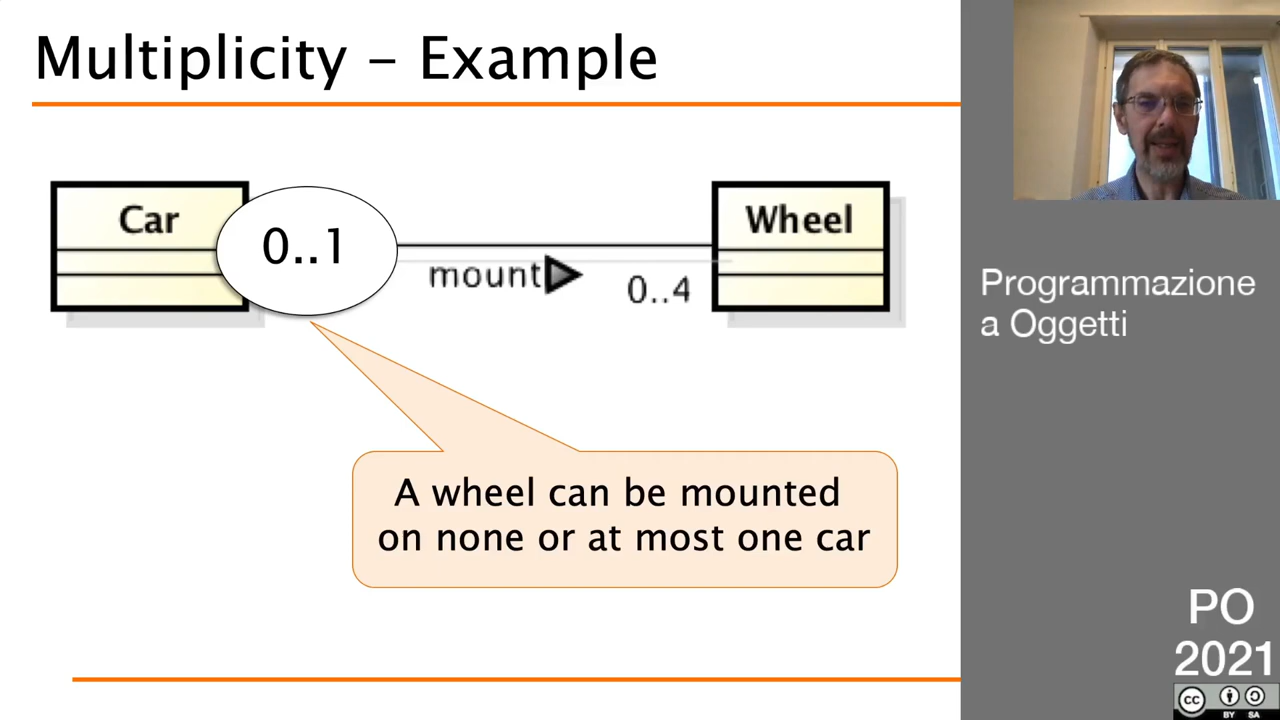 Multiplicity – Example
Car
0..1
mount
0..4
Wheel
A wheel can be mounted
on none or at most one car
Programmazione
a Oggetti
PO
2021
cc
BY SA